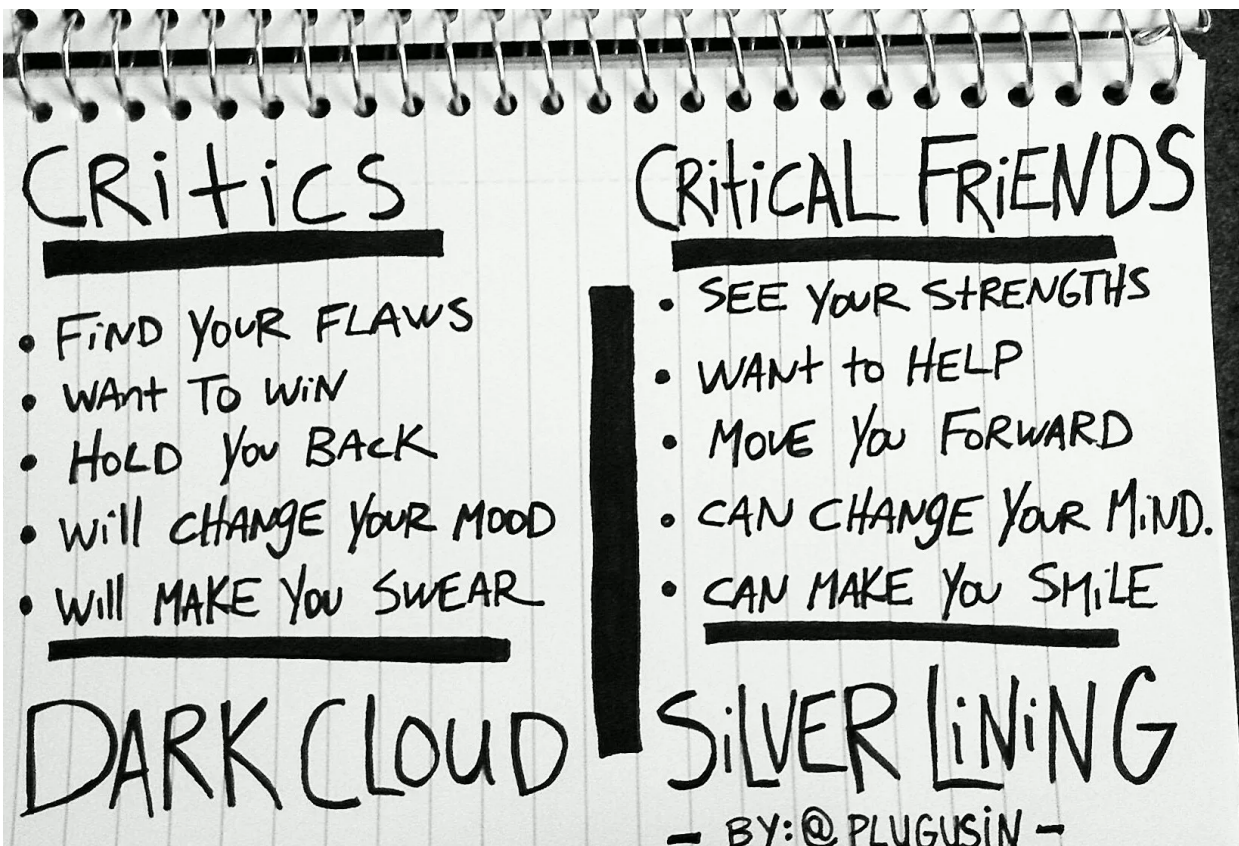 CRitiCS
• FiND YOUR FLAWS
• WAnt TO WiN
• HOLD YOU BACK
• Will CHANgE YOUR MOOD
• Will MAKE YOU SWEAR
DARK CLOUD
CRitiCAL FRiENDS
• SEE YOUR StRENGTHS
• WANt to HELP
• MOVE YOU FORWARD
• CAN CHANgE YOUR MiND.
• CAN MAKE YOU SMiLE
SiLVER LiNiNG
- BY: @PLUGUSiN -